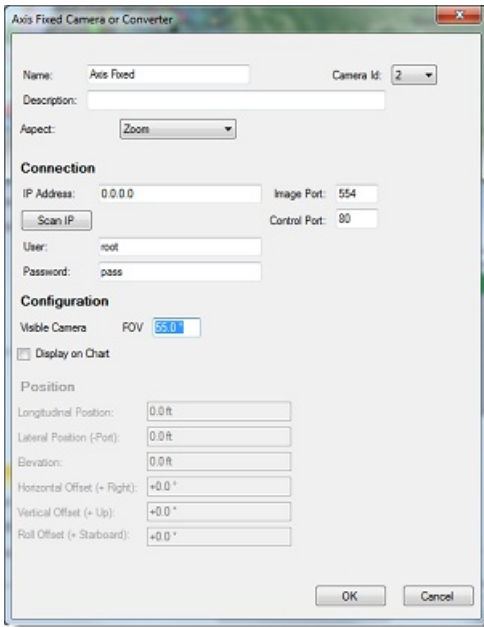 Axis Fixed Camera or Converter
Name: Axis Fixed Camera Id: 2
Description:
Aspect: Zoom
Connection
IP Address: 0.0.0.0 Image Port: 554
Scan IP Control Port: 80
User: root
Password: pass
Configuration
Visible Camera FOV 55.0 °
Display on Chart
Position
Longitudinal Position: 0.0 ft
Lateral Position (-Port): 0.0 ft
Elevation: 0.0 ft
Horizontal Offset (+ Right): +0.0 °
Vertical Offset (+ Up): +0.0 °
Roll Offset (+ Starboard): +0.0 °
OK Cancel